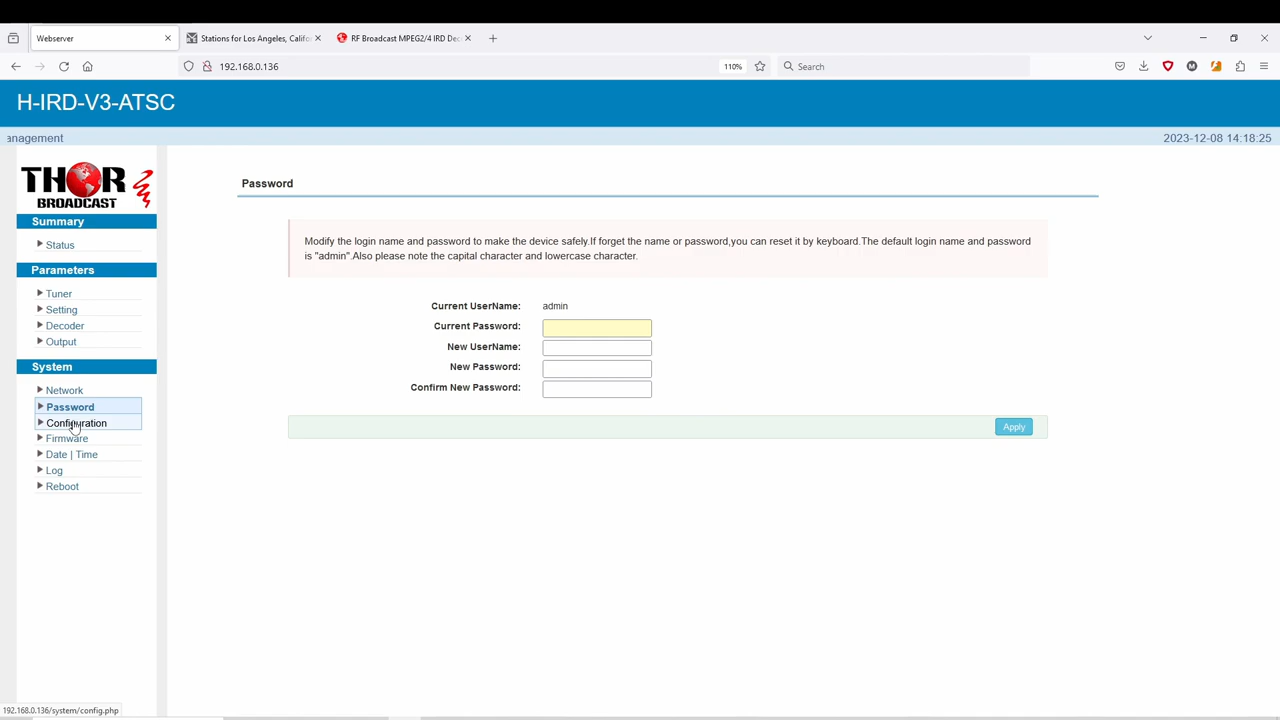 Webserver
Stations for Los Angeles, Califo
RF Broadcast MPEG2/4 IRD Dec
192.168.0.136
110%
Search
H-IRD-V3-ATSC
anagement
2023-12-08 14:18:25
THOR
BROADCAST
Summary
Status
Parameters
Tuner
Setting
Decoder
Output
System
Network
Password
Configuration
Firmware
Date | Time
Log
Reboot
Password
Modify the login name and password to make the device safely.If forget the name or password,you can reset it by keyboard.The default login name and password
is "admin".Also please note the capital character and lowercase character.
Current UserName: admin
Current Password:
New UserName:
New Password:
Confirm New Password:
Apply
192.168.0.136/system/config.php